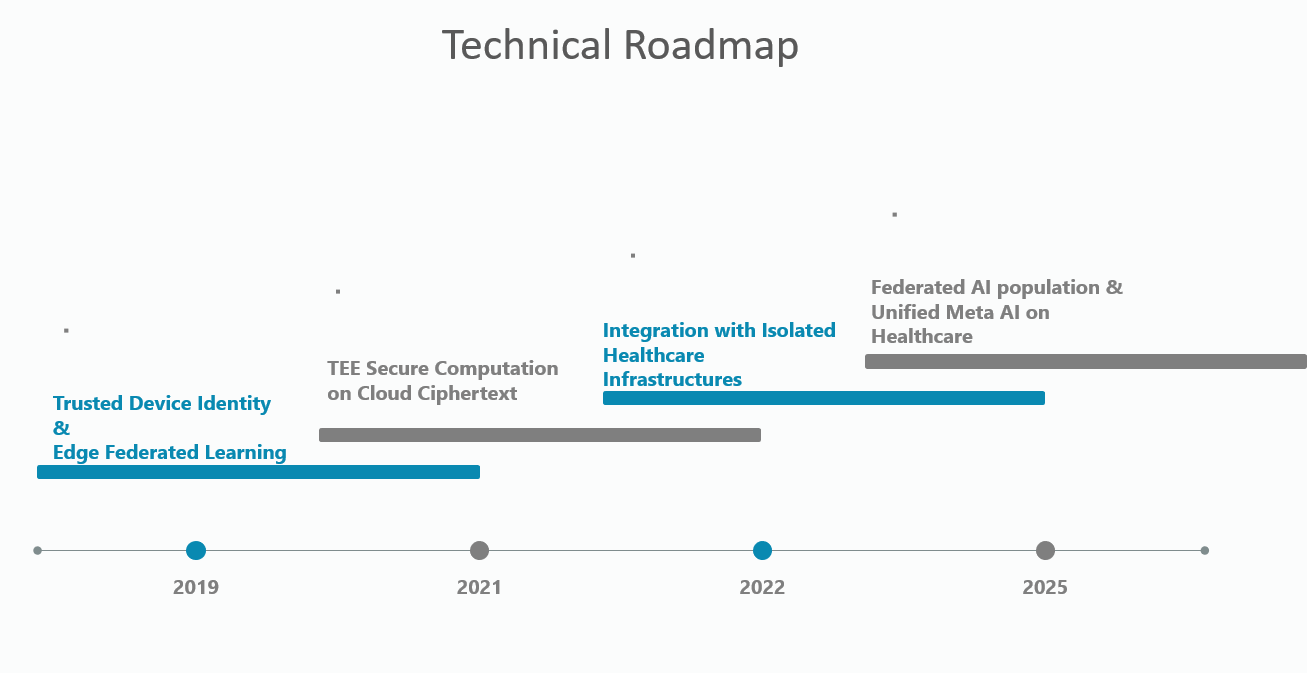 Technical Roadmap
Trusted Device Identity
&
Edge Federated Learning
TEE Secure Computation
on Cloud Ciphertext
Integration with Isolated
Healthcare
Infrastructures
Federated AI population &
Unified Meta AI on
Healthcare
2019
2021
2022
2025